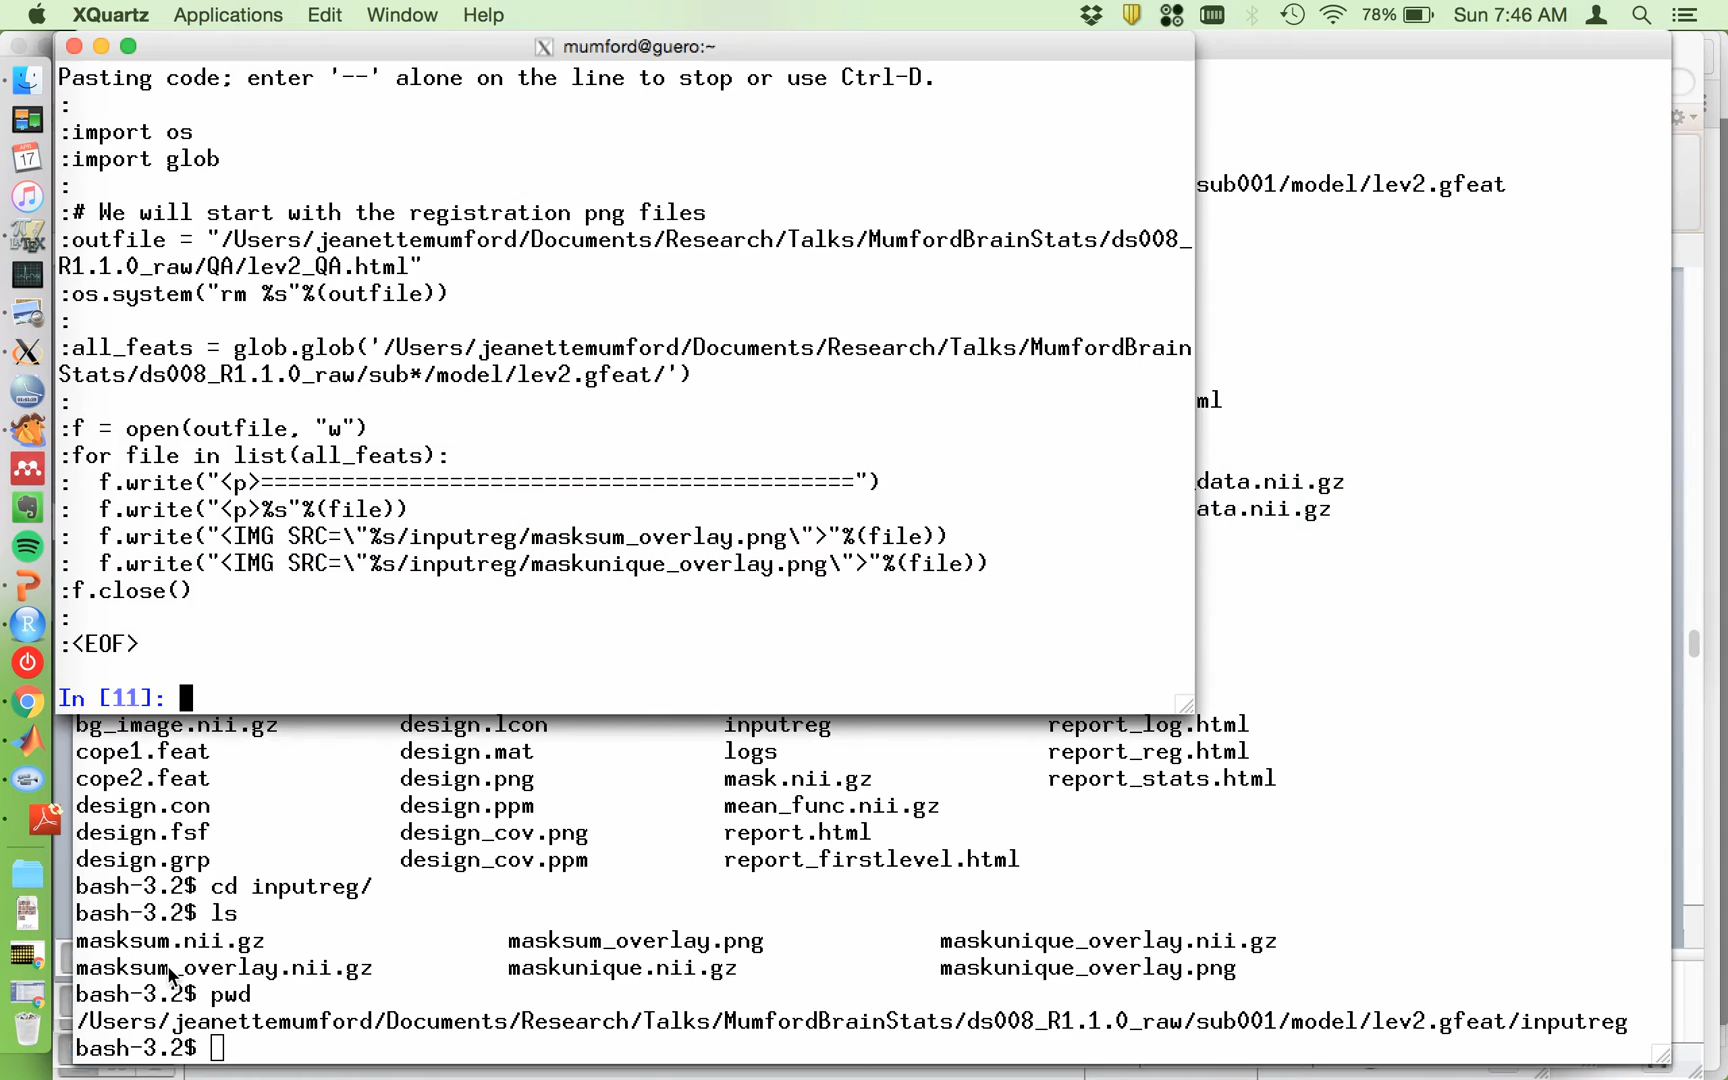 XQuartz Applications Edit Window Help 78% Sun 7:46 AM
mumford@guero:~
Pasting code; enter '--' alone on the line to stop or use Ctrl-D.
:
:import os
:import glob
:
:# We will start with the registration png files
:outfile = "/Users/jeanettemumford/Documents/Research/Talks/MumfordBrainStats/ds008_
R1.1.0_raw/QA/lev2_QA.html"
:os.system("rm %s"%(outfile))
:
:all_feats = glob.glob('/Users/jeanettemumford/Documents/Research/Talks/MumfordBrain
Stats/ds008_R1.1.0_raw/sub*/model/lev2.gfeat/')
:
:f = open(outfile, "w")
:for file in list(all_feats):
:  f.write("<p>============================================")
:  f.write("<p>%s"%(file))
:  f.write("<IMG SRC=\"%s/inputreg/masksum_overlay.png\">"%(file))
:  f.write("<IMG SRC=\"%s/inputreg/maskunique_overlay.png\">"%(file))
:f.close()
:
:<EOF>
In [11]:
sub001/model/lev2.gfeat
ml
_data.nii.gz
ata.nii.gz
bg_image.nii.gz design.lcon inputreg report_log.html
cope1.feat design.mat logs report_reg.html
cope2.feat design.png mask.nii.gz report_stats.html
design.con design.ppm mean_func.nii.gz
design.fsf design_cov.png report.html
design.grp design_cov.ppm report_firstlevel.html
bash-3.2$ cd inputreg/
bash-3.2$ ls
masksum.nii.gz masksum_overlay.png maskunique_overlay.nii.gz
masksum_overlay.nii.gz maskunique.nii.gz maskunique_overlay.png
bash-3.2$ pwd
/Users/jeanettemumford/Documents/Research/Talks/MumfordBrainStats/ds008_R1.1.0_raw/sub001/model/lev2.gfeat/inputreg
bash-3.2$